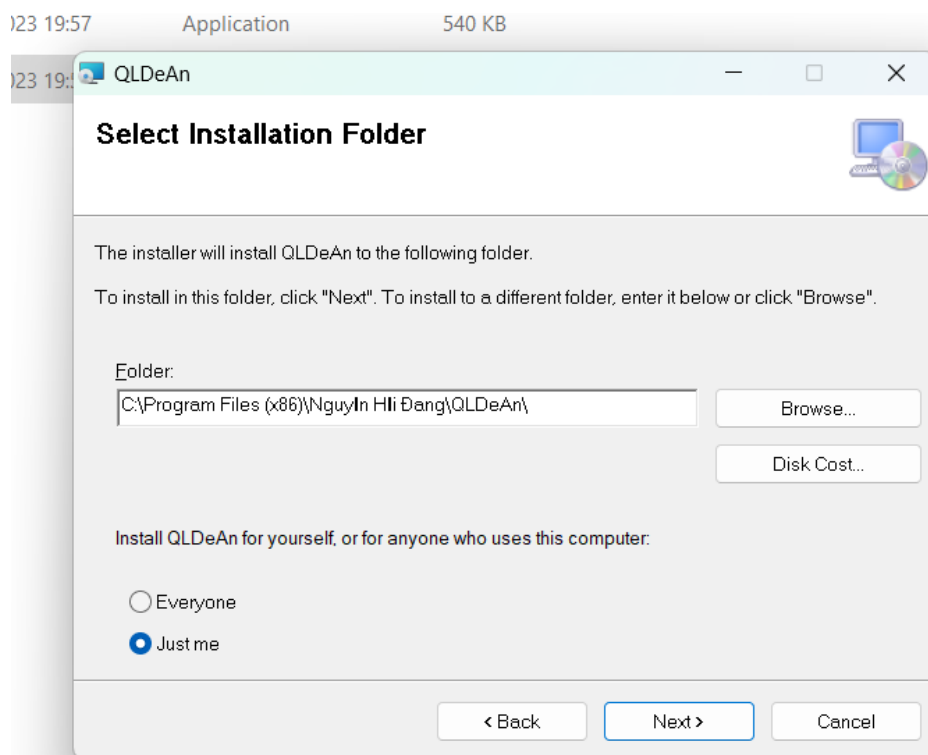 023 19:57 Application 540 KB
023 19:5
QLDeAn
Select Installation Folder
The installer will install QLDeAn to the following folder.
To install in this folder, click "Next". To install to a different folder, enter it below or click "Browse".
Folder:
C:\Program Files (x86)\NguyIn HIi Đang\QLDeAn\
Browse...
Disk Cost...
Install QLDeAn for yourself, or for anyone who uses this computer:
Everyone
Just me
< Back Next > Cancel